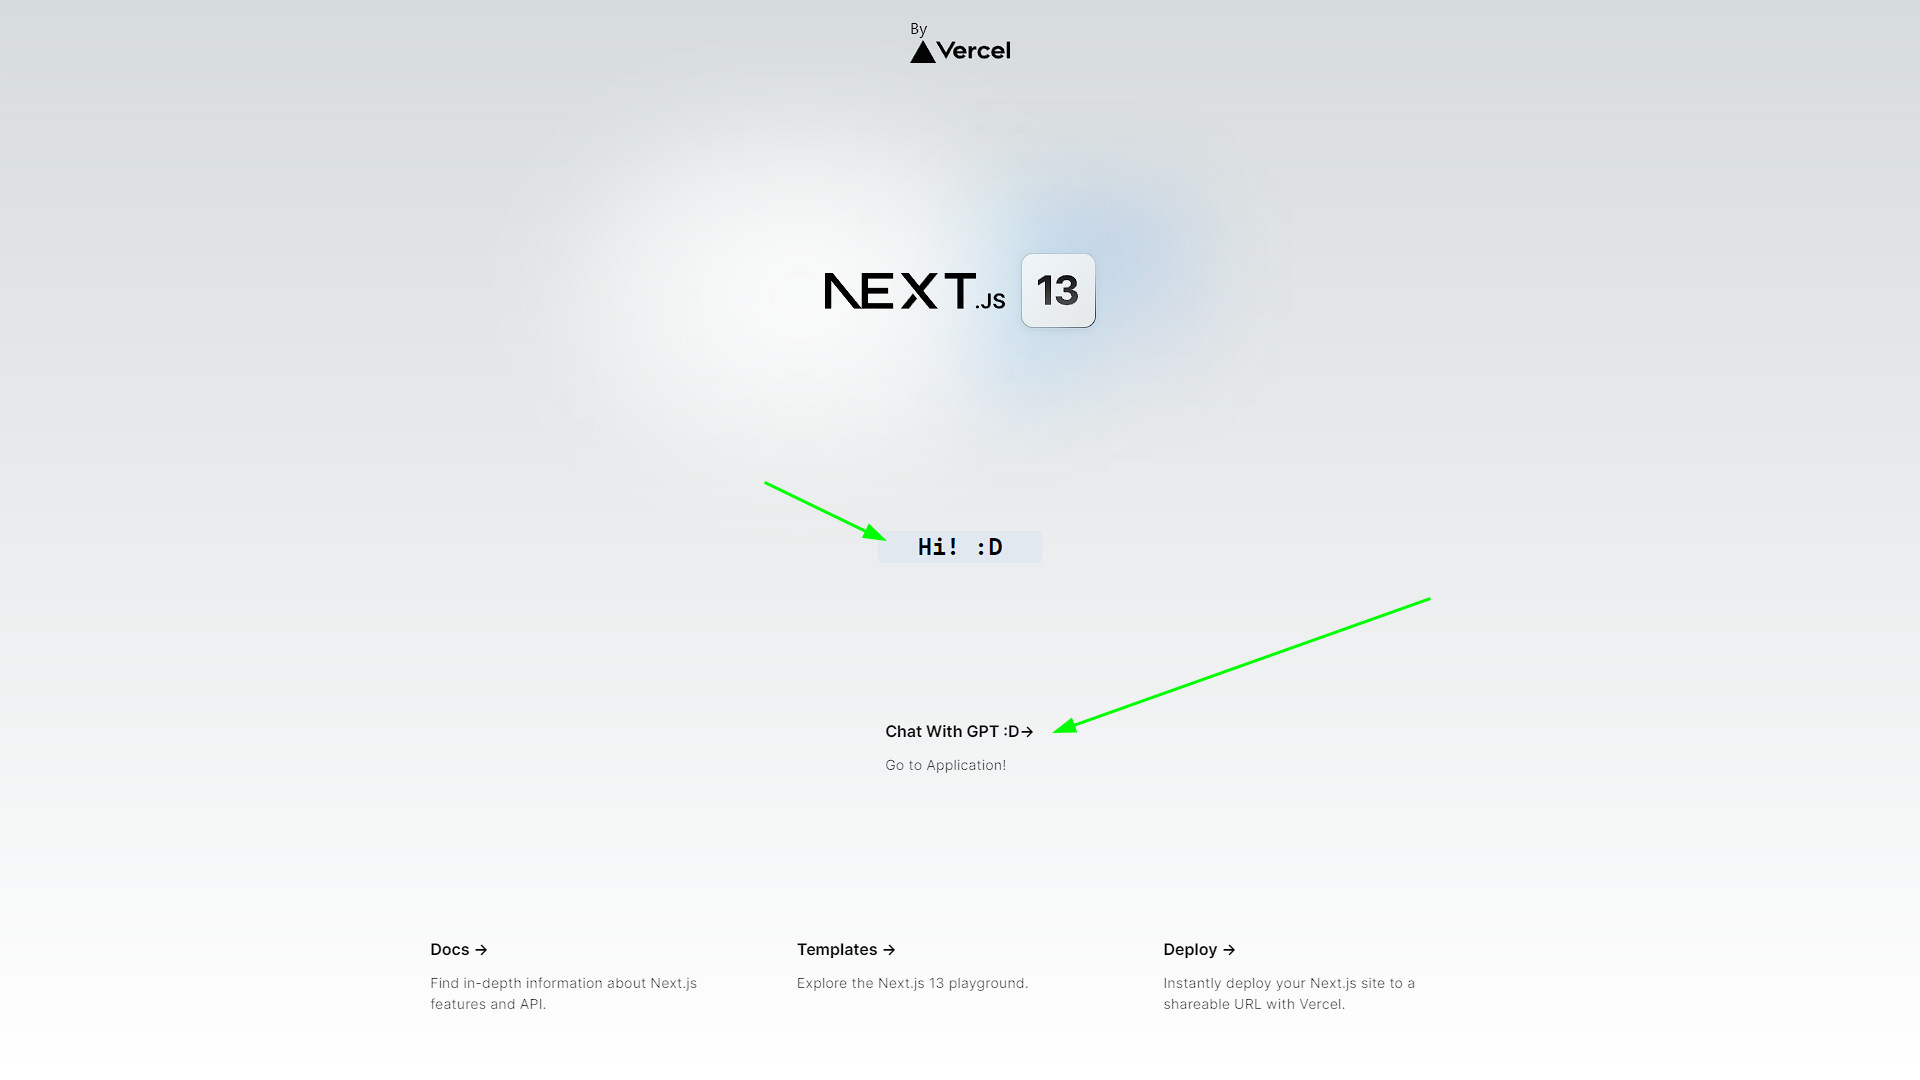 By
Vercel
NEXT.JS 13
Hi! :D
Chat With GPT :D->
Go to Application!
Docs ->
Find in-depth information about Next.js
features and API.
Templates ->
Explore the Next.js 13 playground.
Deploy ->
Instantly deploy your Next.js site to a
shareable URL with Vercel.